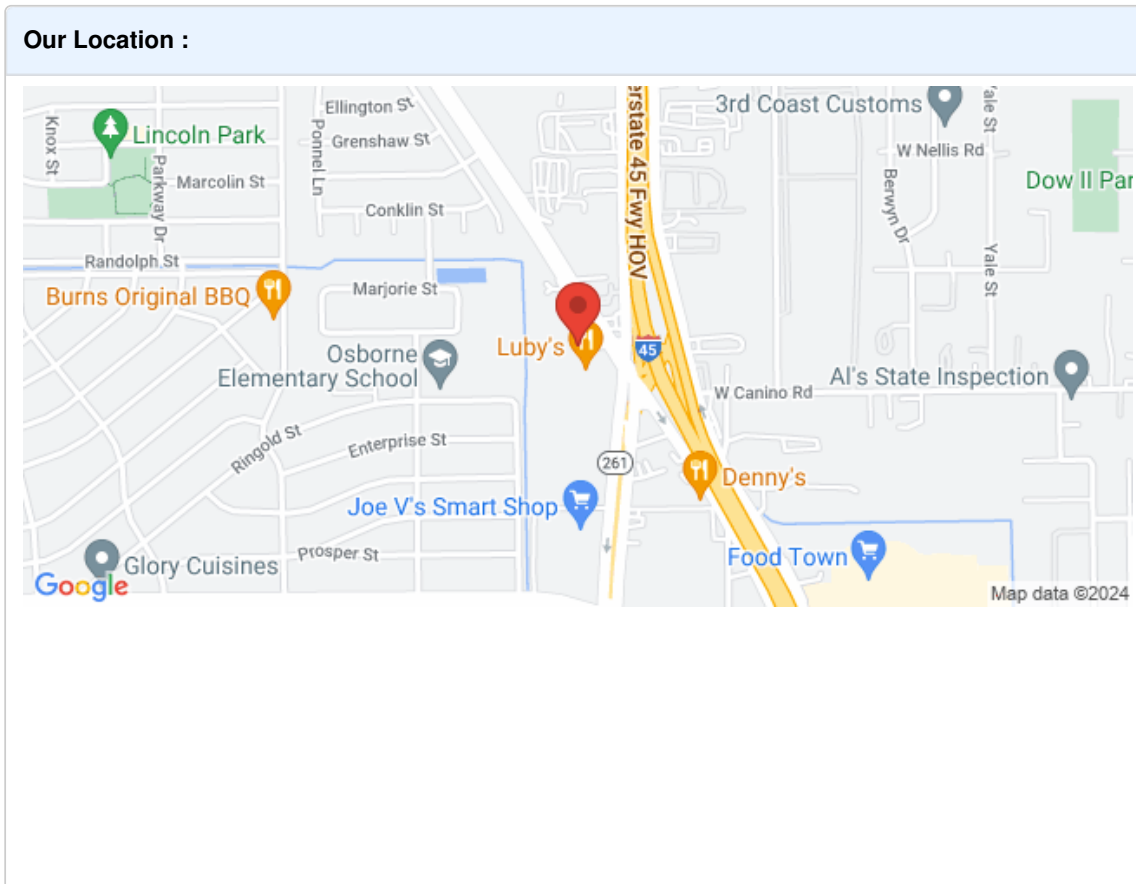 Our Location :
Ellington St
erstate 45 Fwy HOV
3rd Coast Customs
Yale St
Knox St
Lincoln Park
Ponnel Ln
Grenshaw St
W Nellis Rd
Parkway Dr
Marcolin St
Berwyn Dr
Dow II Par
Conklin St
Randolph St
Yale St
Marjorie St
Burns Original BBQ
Luby's
45
Osborne
Elementary School
W Canino Rd
Al's State Inspection
Ringold St
Enterprise St
261
Denny's
Joe V's Smart Shop
Prosper St
Food Town
Glory Cuisines
Google
Map data ©2024